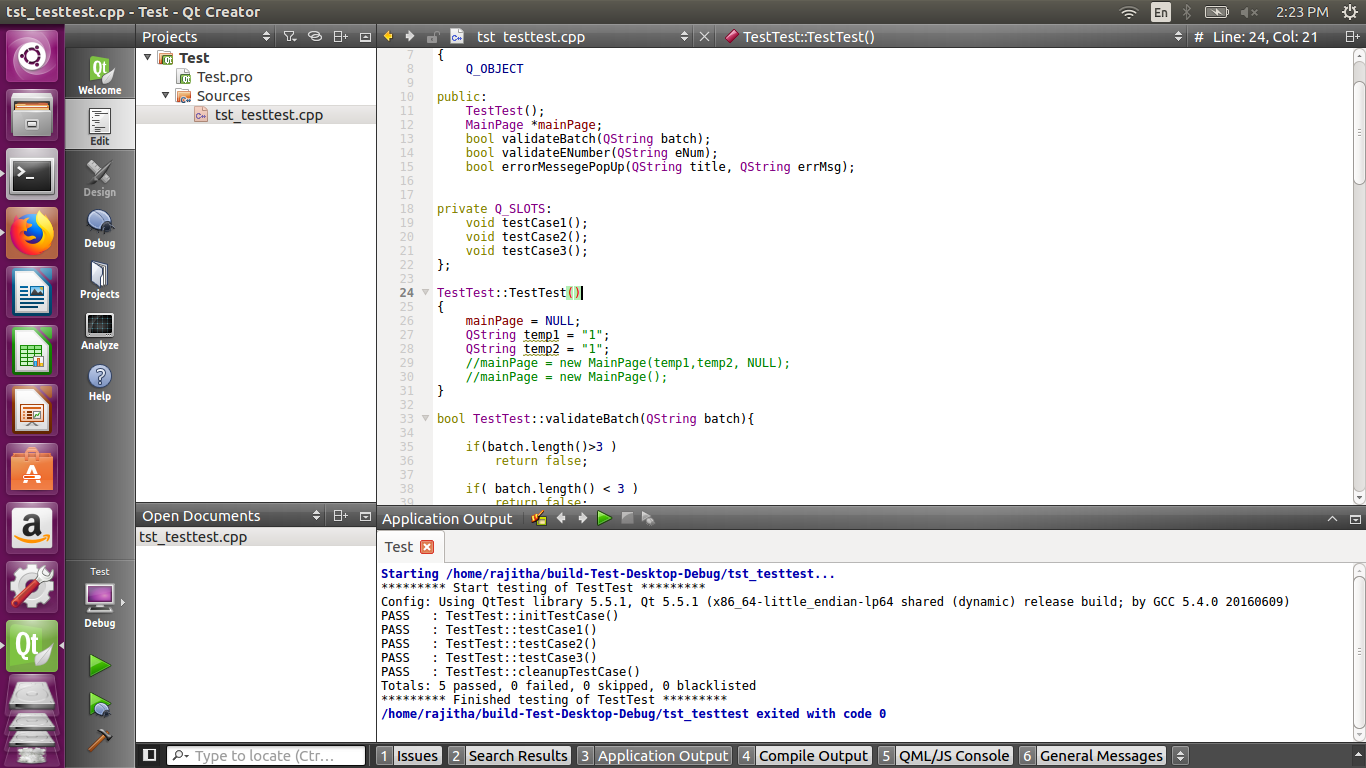 tst_testtest.cpp - Test - Qt Creator
En
2:23 PM
Projects
tst_testtest.cpp
TestTest::TestTest()
# Line: 24, Col: 21
Qt
Welcome
Edit
Design
Debug
Projects
Analyze
Help
Test
Debug
Test
Test.pro
Sources
tst_testtest.cpp
7 {
8 Q_OBJECT
9
10 public:
11 TestTest();
12 MainPage *mainPage;
13 bool validateBatch(QString batch);
14 bool validateENumber(QString eNum);
15 bool errorMessegePopUp(QString title, QString errMsg);
16
17
18 private Q_SLOTS:
19 void testCase1();
20 void testCase2();
21 void testCase3();
22 };
23
24 TestTest::TestTest()
25 {
26 mainPage = NULL;
27 QString temp1 = "1";
28 QString temp2 = "1";
29 //mainPage = new MainPage(temp1,temp2, NULL);
30 //mainPage = new MainPage();
31 }
32
33 bool TestTest::validateBatch(QString batch){
34
35 if(batch.length()>3 )
36 return false;
37
38 if( batch.length() < 3 )
39 return false;
Open Documents
tst_testtest.cpp
Application Output
Test
Starting /home/rajitha/build-Test-Desktop-Debug/tst_testtest...
********* Start testing of TestTest *********
Config: Using QtTest library 5.5.1, Qt 5.5.1 (x86_64-little_endian-lp64 shared (dynamic) release build; by GCC 5.4.0 20160609)
PASS : TestTest::initTestCase()
PASS : TestTest::testCase1()
PASS : TestTest::testCase2()
PASS : TestTest::testCase3()
PASS : TestTest::cleanupTestCase()
Totals: 5 passed, 0 failed, 0 skipped, 0 blacklisted
********* Finished testing of TestTest *********
/home/rajitha/build-Test-Desktop-Debug/tst_testtest exited with code 0
Type to locate (Ctr...
1 Issues
2 Search Results
3 Application Output
4 Compile Output
5 QML/JS Console
6 General Messages